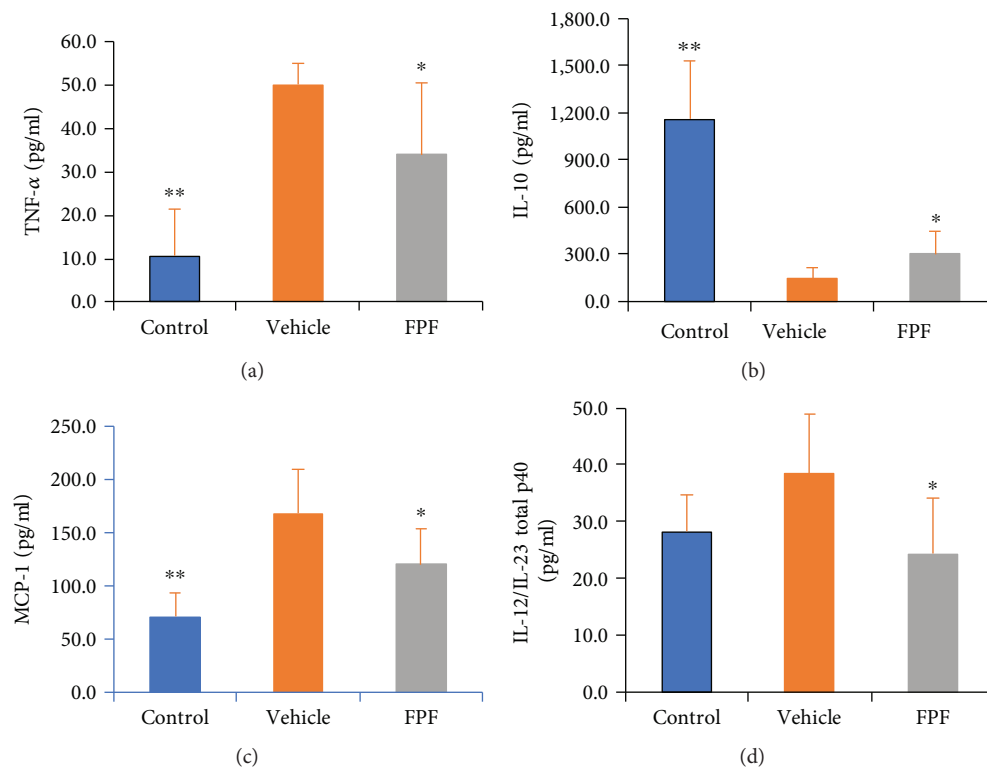 60.0
50.0
40.0
30.0
20.0
10.0
0.0
TNF-α (pg/ml)
**
*
Control Vehicle FPF
(a)
1,800.0
1,500.0
1,200.0
900.0
600.0
300.0
0.0
IL-10 (pg/ml)
**
*
Control Vehicle FPF
(b)
250.0
200.0
150.0
100.0
50.0
0.0
MCP-1 (pg/ml)
**
*
Control Vehicle FPF
(c)
50.0
40.0
30.0
20.0
10.0
0.0
IL-12/IL-23 total p40
(pg/ml)
*
Control Vehicle FPF
(d)